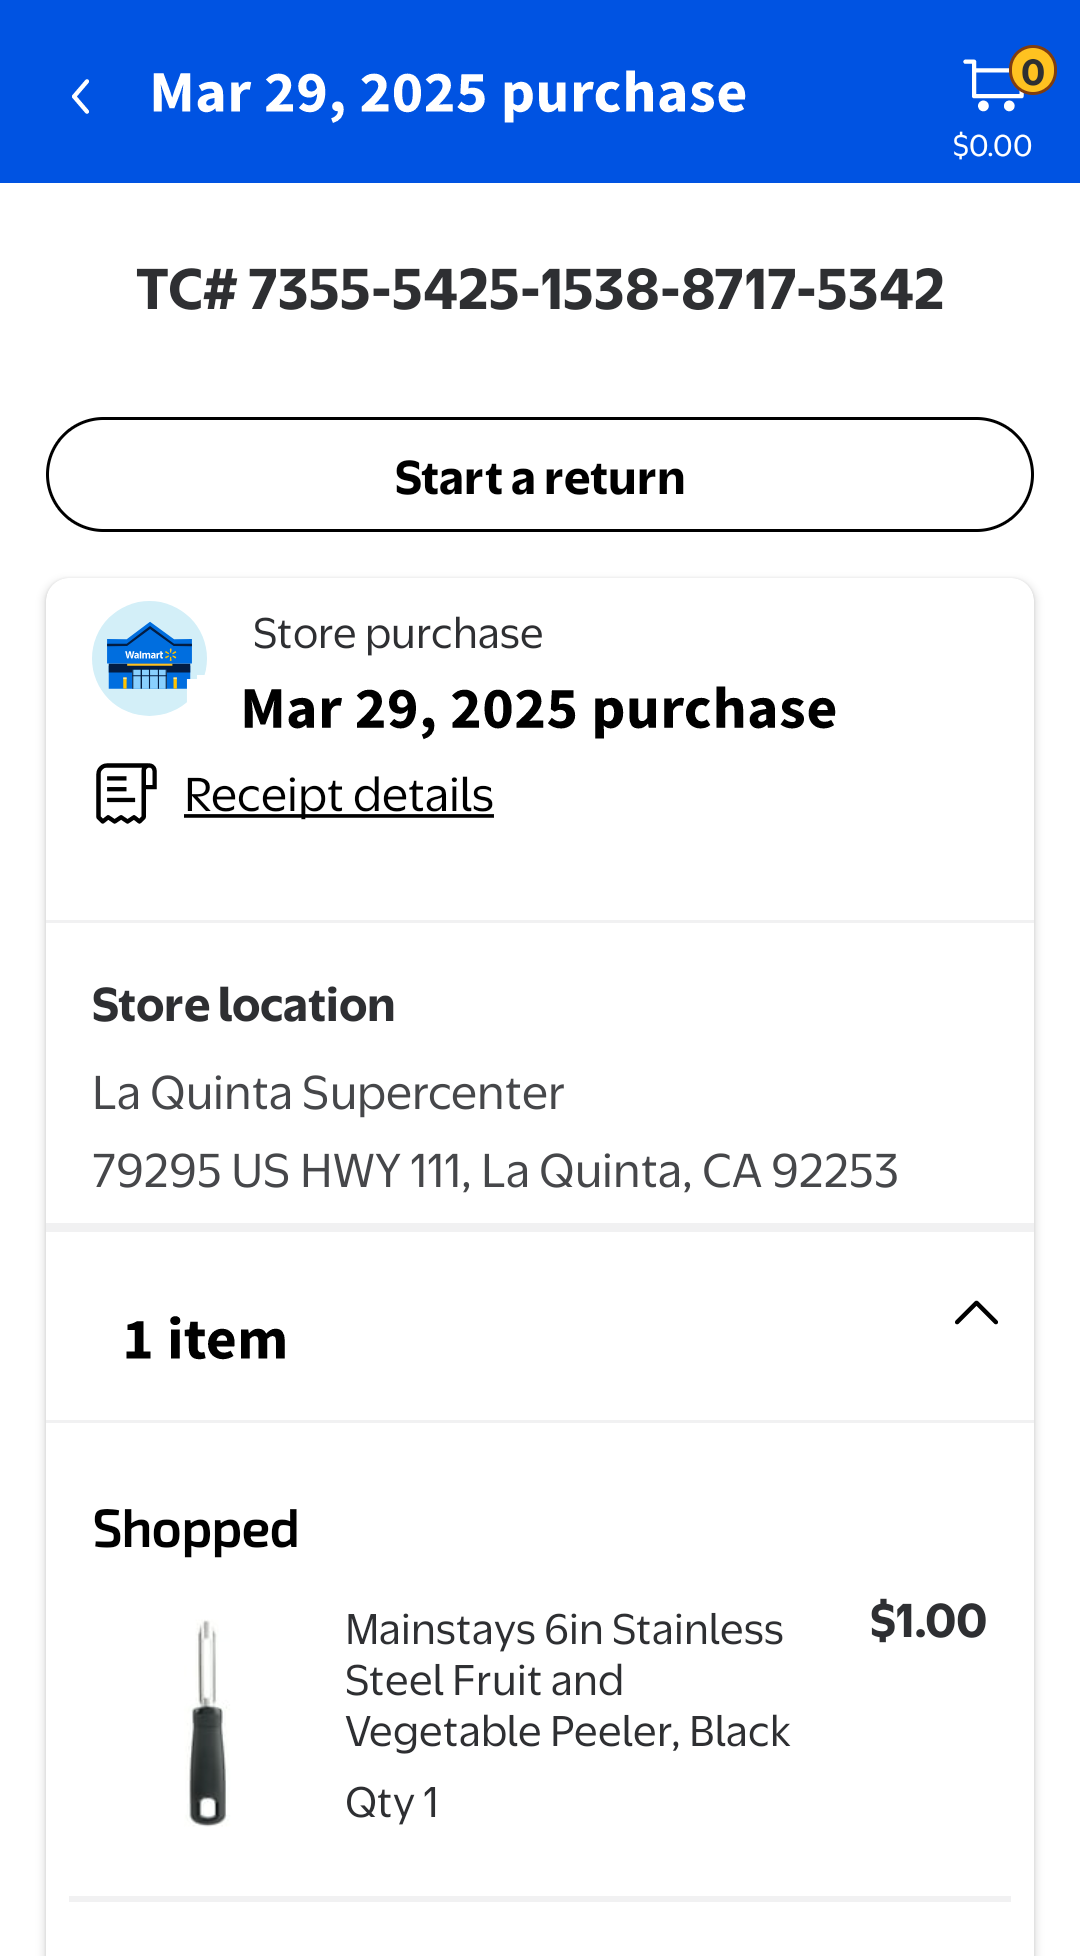 Mar 29, 2025 purchase
0
$0.00
TC# 7355-5425-1538-8717-5342
Start a return
Walmart
Store purchase
Mar 29, 2025 purchase
Receipt details
Store location
La Quinta Supercenter
79295 US HWY 111, La Quinta, CA 92253
1 item
Shopped
Mainstays 6in Stainless
Steel Fruit and
Vegetable Peeler, Black
$1.00
Qty 1